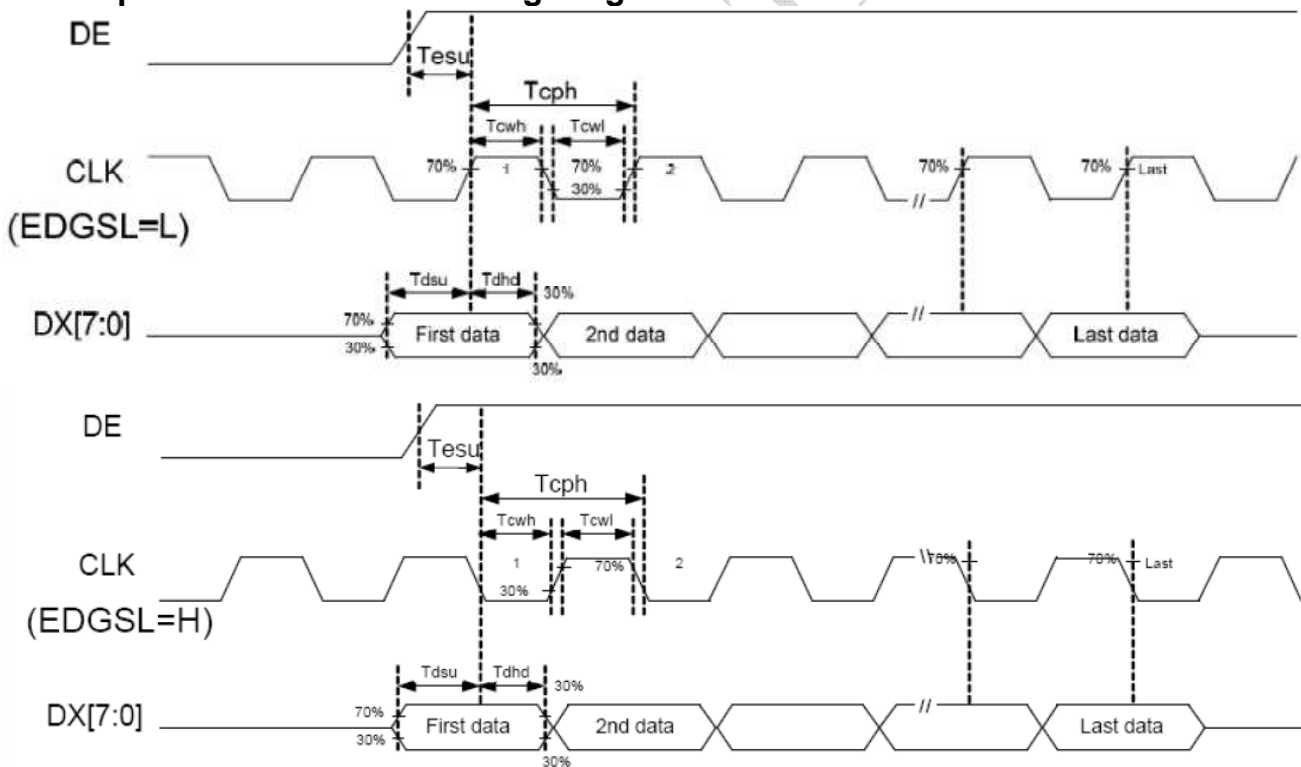 DE
Tesu
Tcph
Tcwh
Tcwl
CLK
70%
1
70%
30%
2
70%
70%
Last
(EDGSL=L)
//
Tdsu
Tdhd
30%
DX[7:0]
70%
30%
First data
2nd data
//
Last data
30%
DE
Tesu
Tcph
Tcwh
Tcwl
CLK
1
30%
70%
2
\\
70%
70%
Last
(EDGSL=H)
Tdsu
Tdhd
30%
DX[7:0]
70%
30%
First data
2nd data
//
Last data
30%